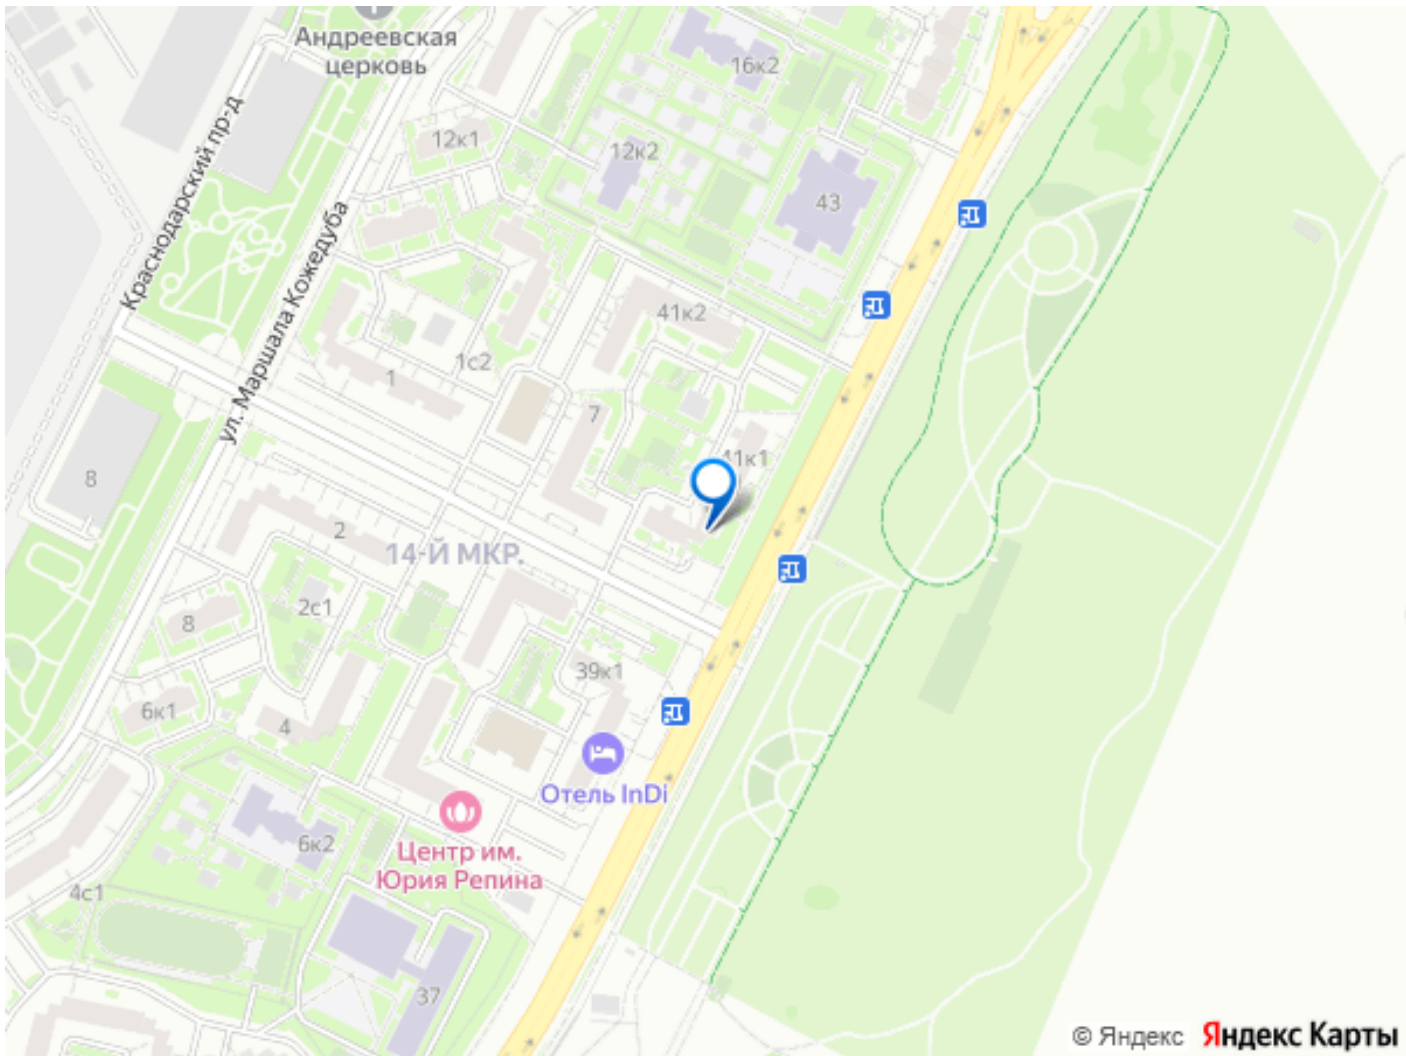 Андреевская
церковь
16к2
Краснодарский пр-д
12к1
12к2
43
ул. Маршала Кожедуба
41к2
1с2
1
7
41к1
8
2
14-Й МКР.
2с1
8
39к1
6к1
4
Отель InDi
6к2
Центр им.
Юрия Репина
4с1
37
© Яндекс Яндекс Карты